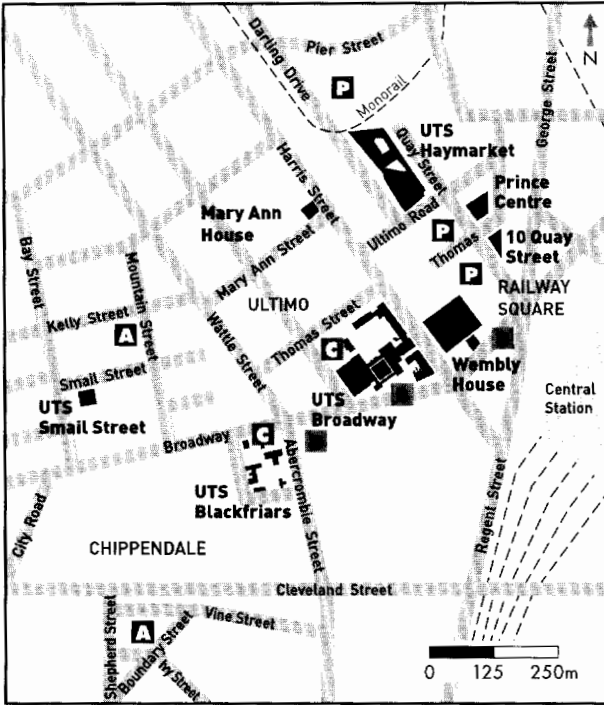 Pier Street
Darling Drive
P
Monorail
N
George Street
UTS
Haymarket
Quay Street
Harris Street
Prince
Centre
Mary Ann
House
Ultimo Road
P
Thomas
10 Quay
Street
Bay Street
Mountain Street
Mary Ann Street
P
RAILWAY
SQUARE
ULTIMO
Kelly Street
A
Wattle Street
Thomas Street
C
Wembly
House
Smail Street
UTS
Smail Street
UTS
Broadway
Central
Station
Broadway
C
Abercrombie Street
UTS
Blackfriars
City Road
Regent Street
CHIPPENDALE
Cleveland Street
Shepherd Street
A
Vine Street
Boundary Street
Ivy Street
0 125 250m